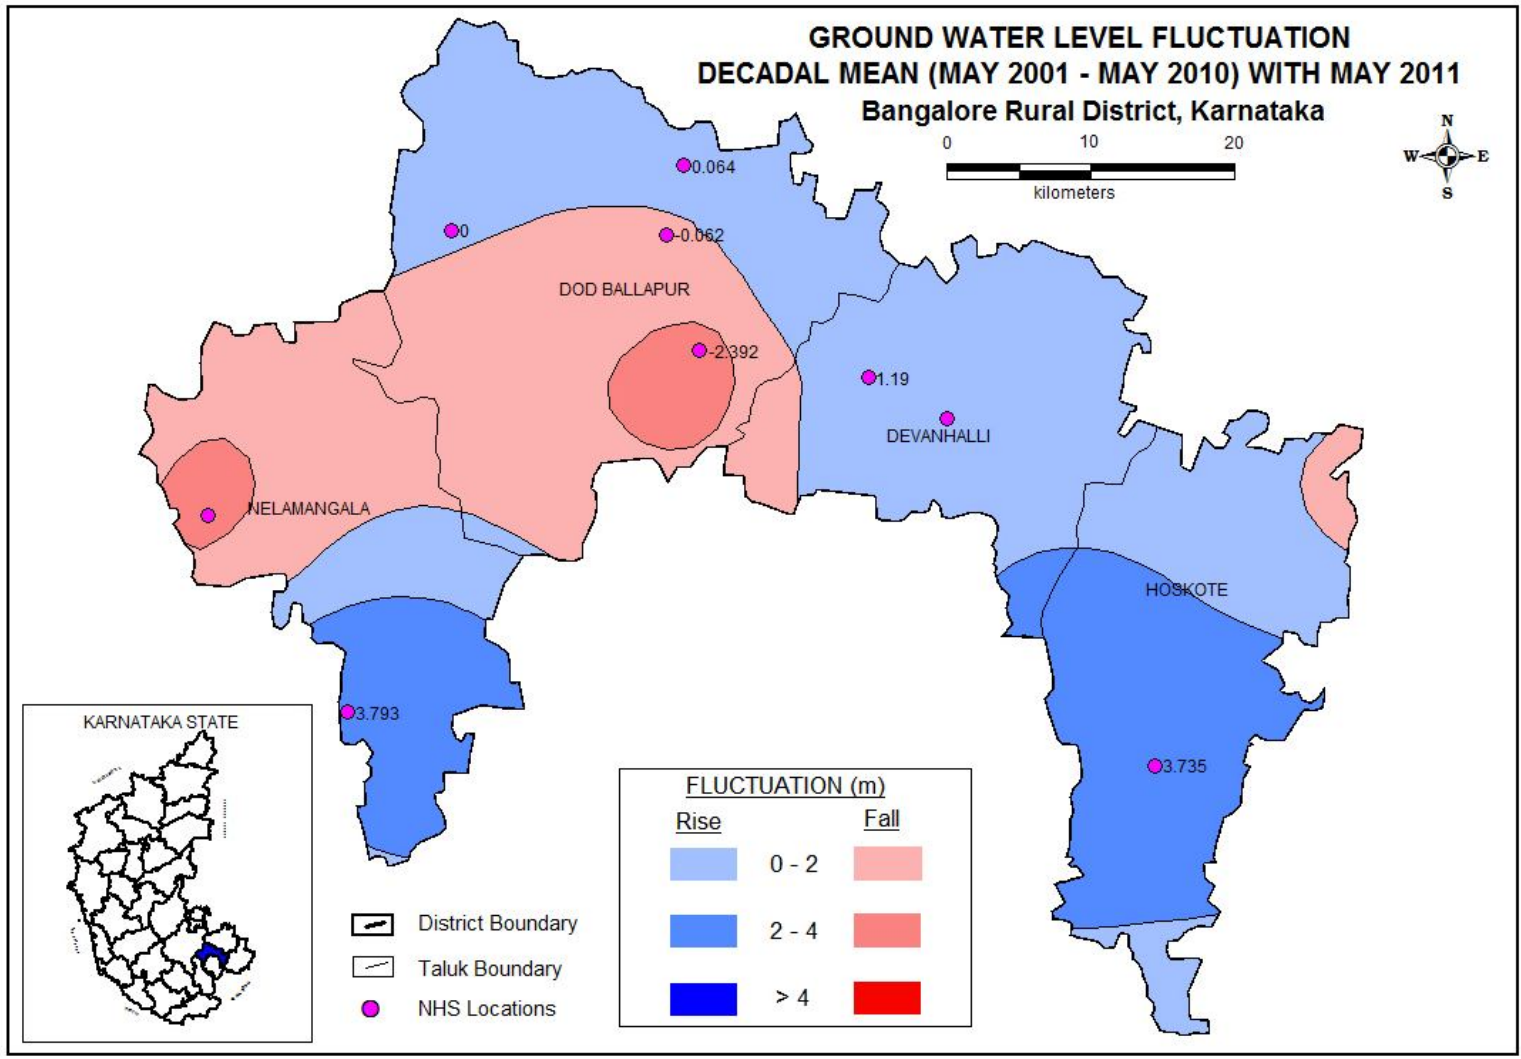 GROUND WATER LEVEL FLUCTUATION
DECADAL MEAN (MAY 2001 - MAY 2010) WITH MAY 2011
Bangalore Rural District, Karnataka
0 10 20
kilometers
N
W E
S
0.064
0
-0.062
DOD BALLAPUR
-2.392
1.19
DEVANHALLI
NELAMANGALA
HOSKOTE
3.793
3.735
KARNATAKA STATE
FLUCTUATION (m)
Rise Fall
0 - 2
2 - 4
> 4
District Boundary
Taluk Boundary
NHS Locations